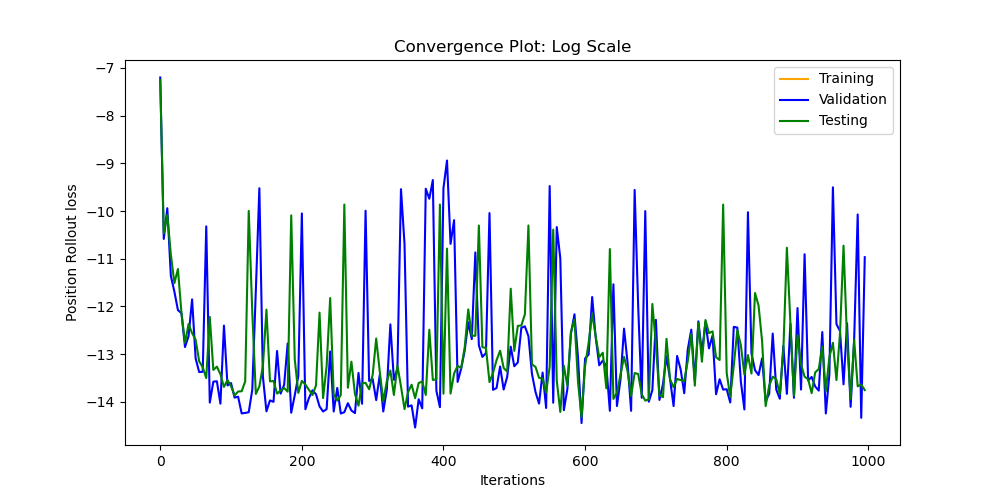 Convergence Plot: Log Scale
Training
Validation
Testing
Position Rollout loss
−7
−8
−9
−10
−11
−12
−13
−14
0 200 400 600 800 1000
Iterations